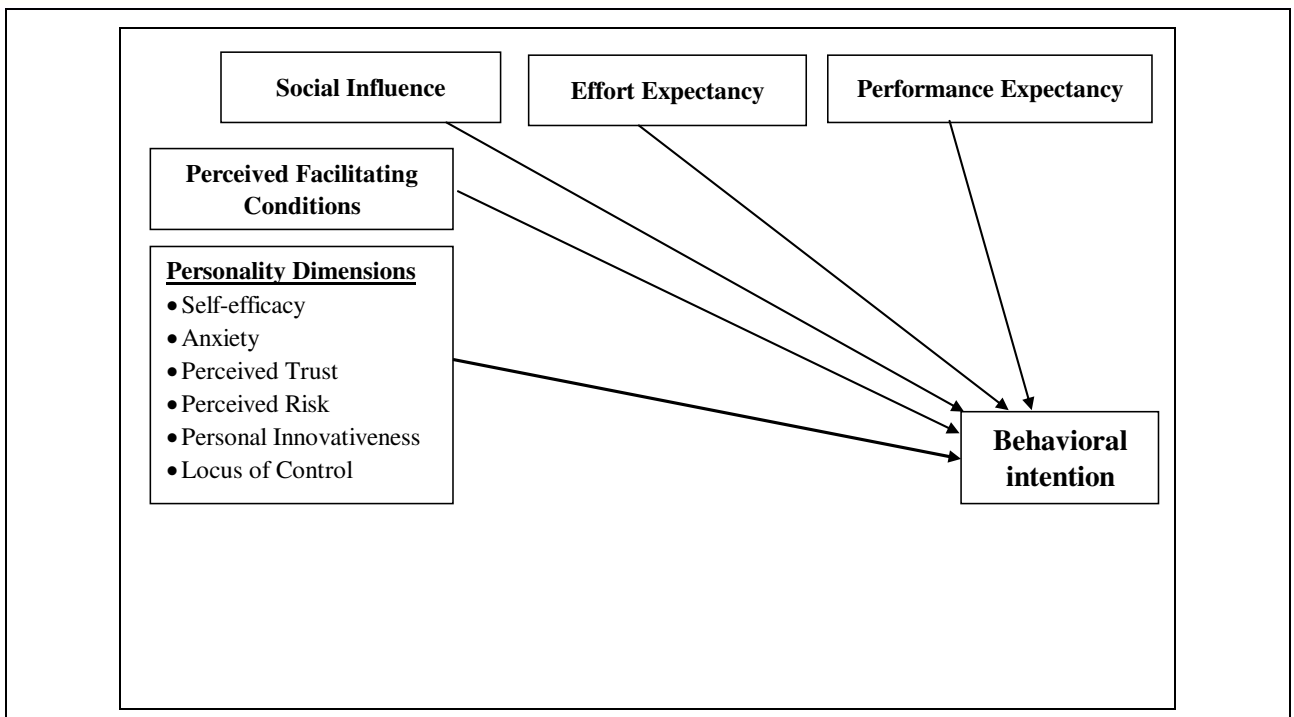 Social Influence
Effort Expectancy
Performance Expectancy
Perceived Facilitating
Conditions
Personality Dimensions
• Self-efficacy
• Anxiety
• Perceived Trust
• Perceived Risk
• Personal Innovativeness
• Locus of Control
Behavioral
intention